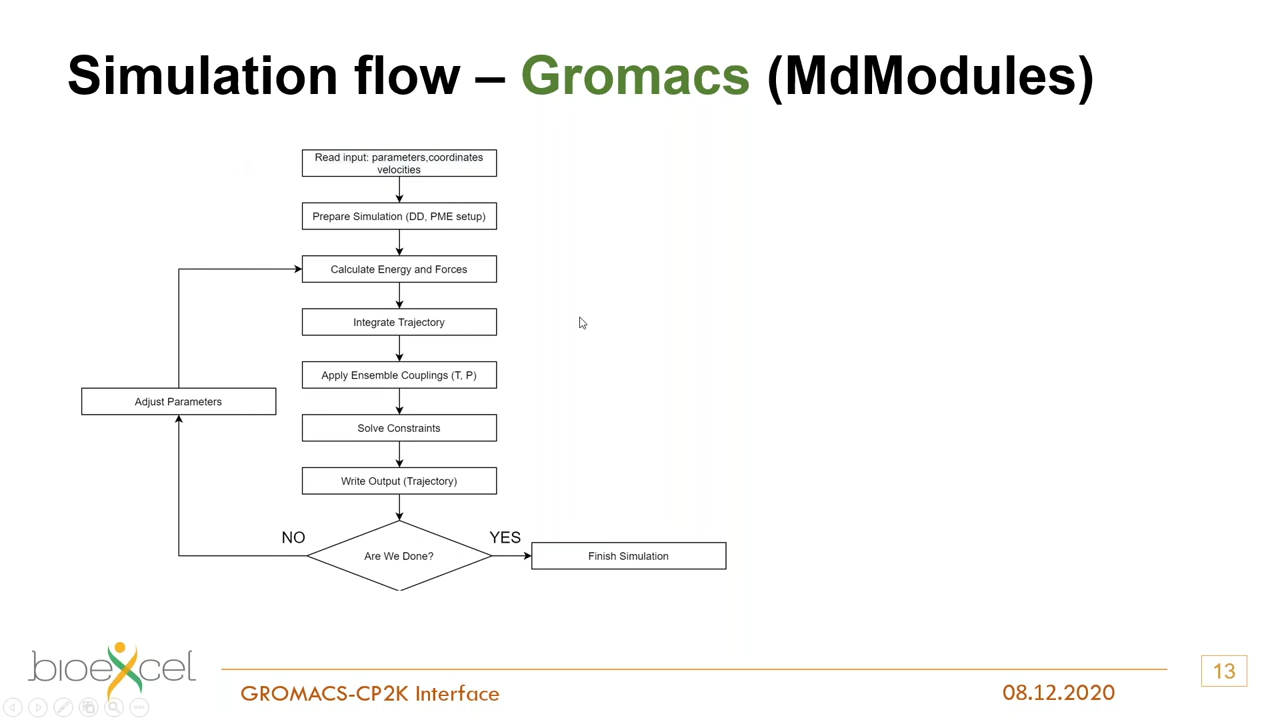 Simulation flow – Gromacs (MdModules)
Read input: parameters,coordinates
velocities
Prepare Simulation (DD, PME setup)
Calculate Energy and Forces
Integrate Trajectory
Apply Ensemble Couplings (T, P)
Adjust Parameters
Solve Constraints
Write Output (Trajectory)
NO
YES
Are We Done?
Finish Simulation
bioexcel
GROMACS-CP2K Interface
08.12.2020
13